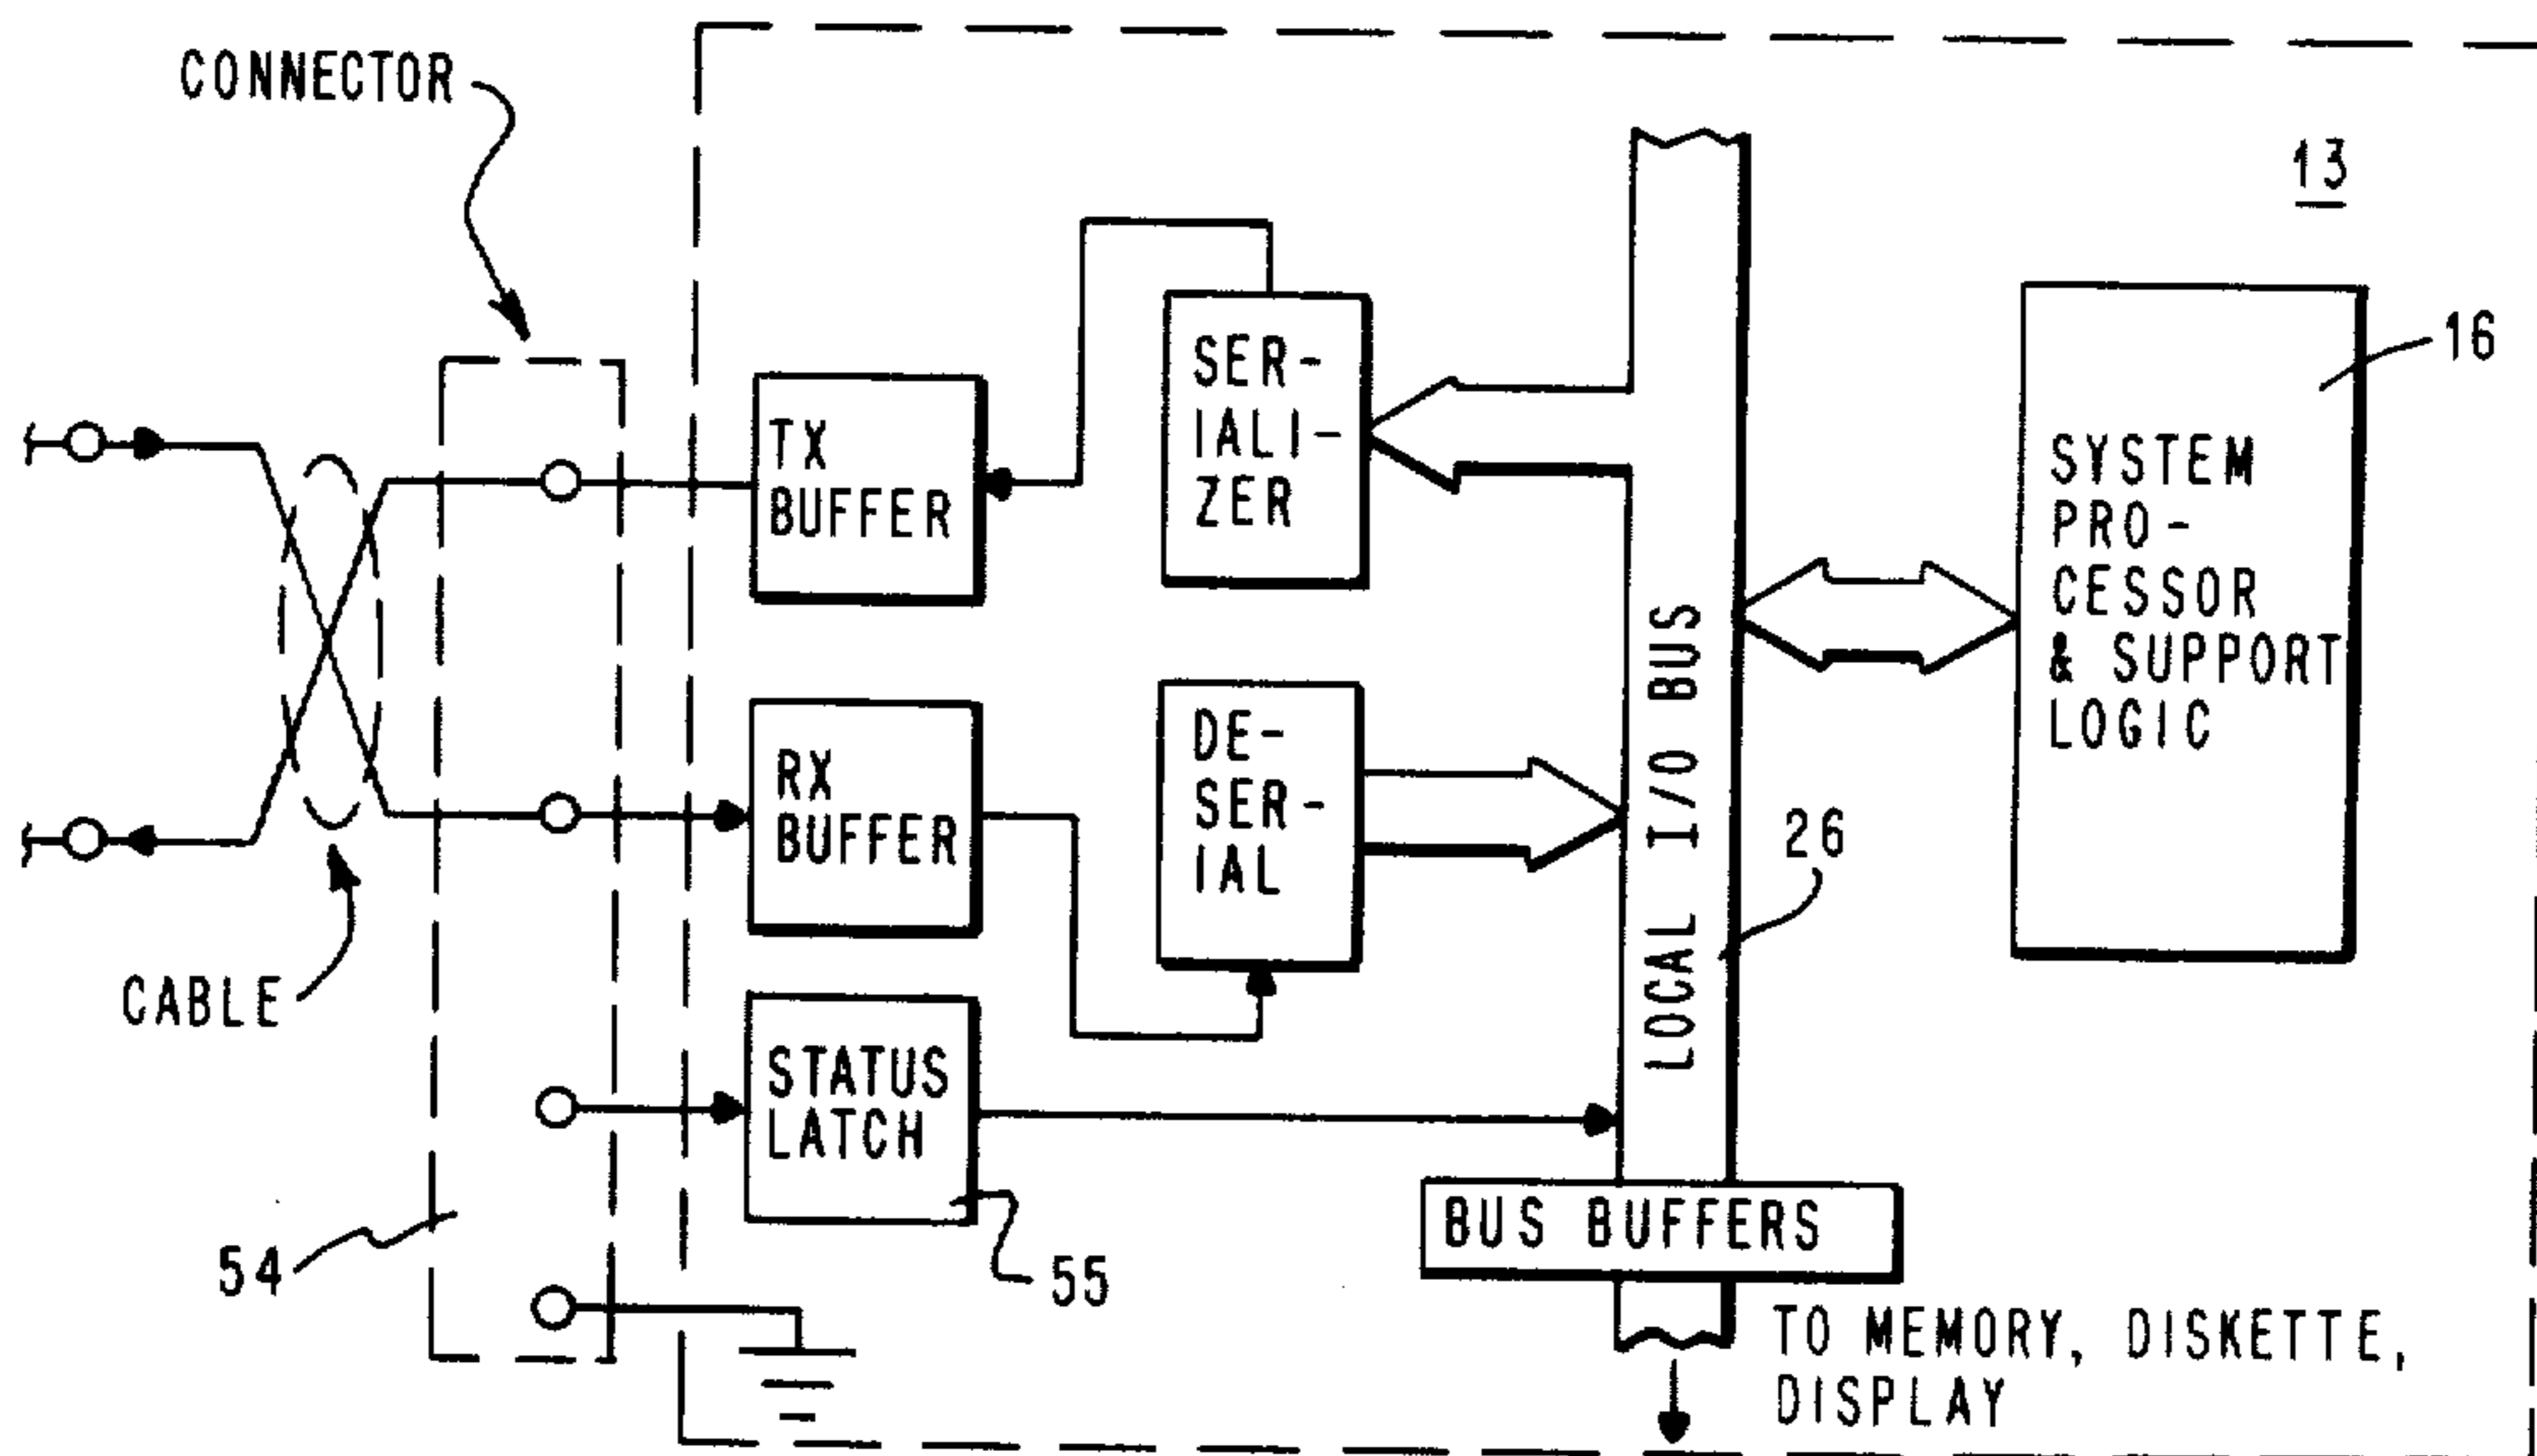 CONNECTOR
13
SER-
IALI-
ZER
16
TX
BUFFER
SYSTEM
PRO-
CESSOR
& SUPPORT
LOGIC
RX
BUFFER
DE-
SER-
IAL
LOCAL I/O BUS
26
CABLE
STATUS
LATCH
54
55
BUS BUFFERS
TO MEMORY, DISKETTE,
DISPLAY